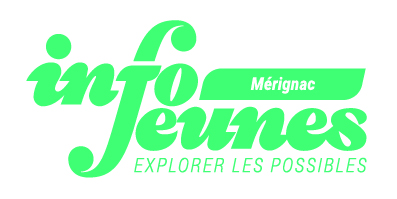 info
Mérignac
jeunes
EXPLORER LES POSSIBLES